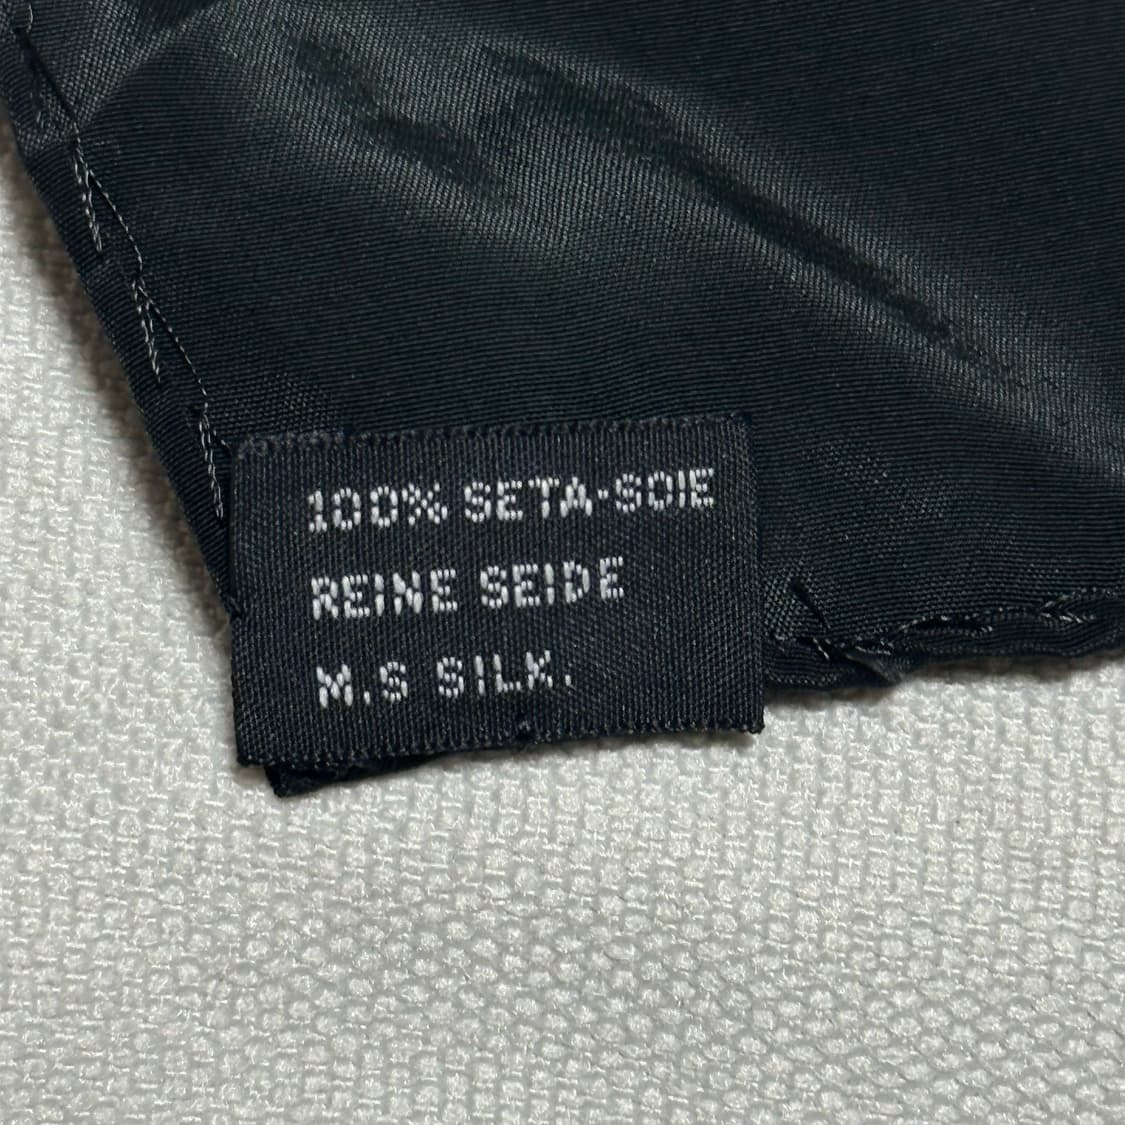 100% SETA-SOIE
REINE SEIDE
M.S SILK.